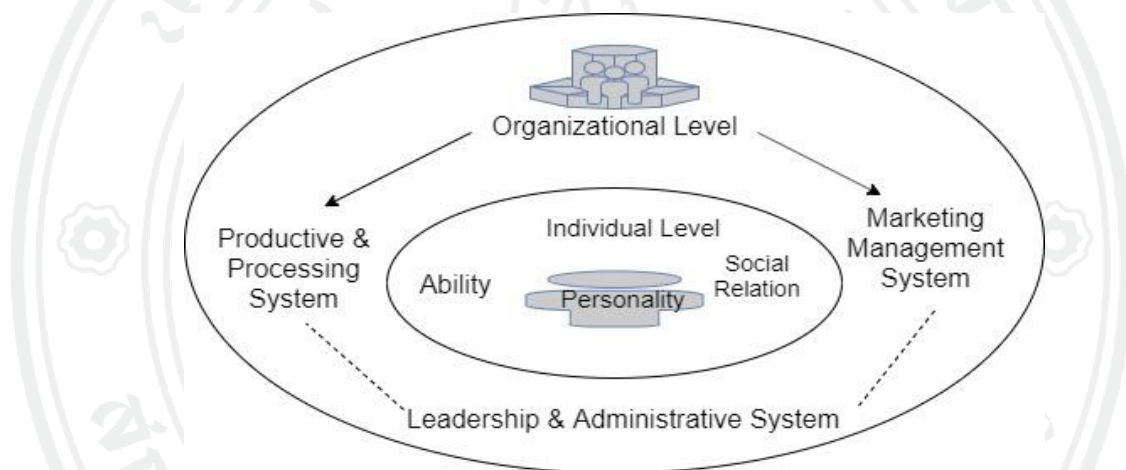 Organizational Level
Productive &
Processing
System
Marketing
Management
System
Individual Level
Ability
Personality
Social
Relation
Leadership & Administrative System